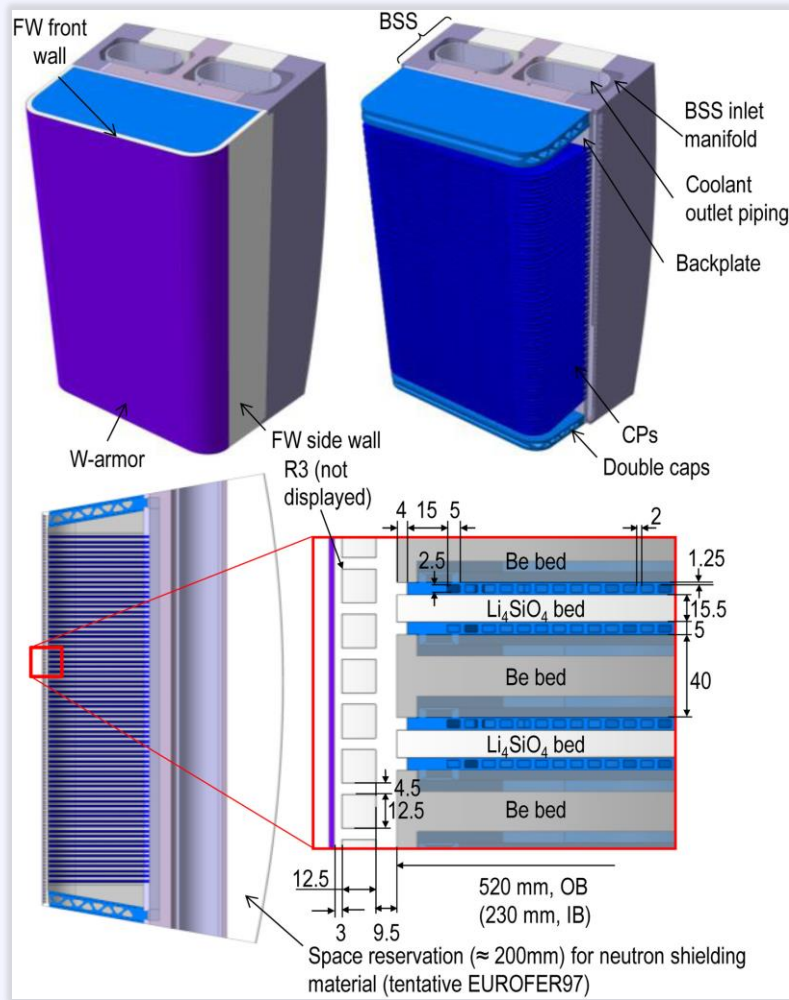 FW front
wall
BSS
BSS inlet
manifold
Coolant
outlet piping
Backplate
W-armor
FW side wall
CPs
Double caps
R3 (not
displayed)
4 15 5 2
2.5
Be bed
1.25
Li₄SiO₄ bed
15.5
5
Be bed
40
Li₄SiO₄ bed
4.5
12.5
Be bed
12.5
3
9.5
520 mm, OB
(230 mm, IB)
Space reservation (≈ 200mm) for neutron shielding
material (tentative EUROFER97)